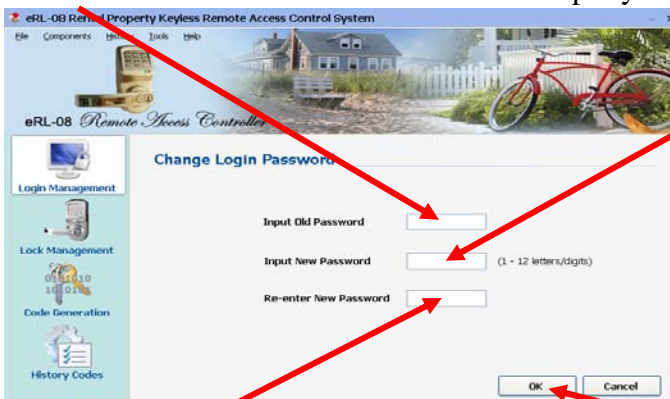 eRL-08 Rental Property Keyless Remote Access Control System
File Components History Tools Help
eRL-08 Remote Access Controller
Change Login Password
Login Management
Input Old Password
Lock Management
Input New Password (1 - 12 letters/digits)
Code Generation
Re-enter New Password
History Codes
OK Cancel